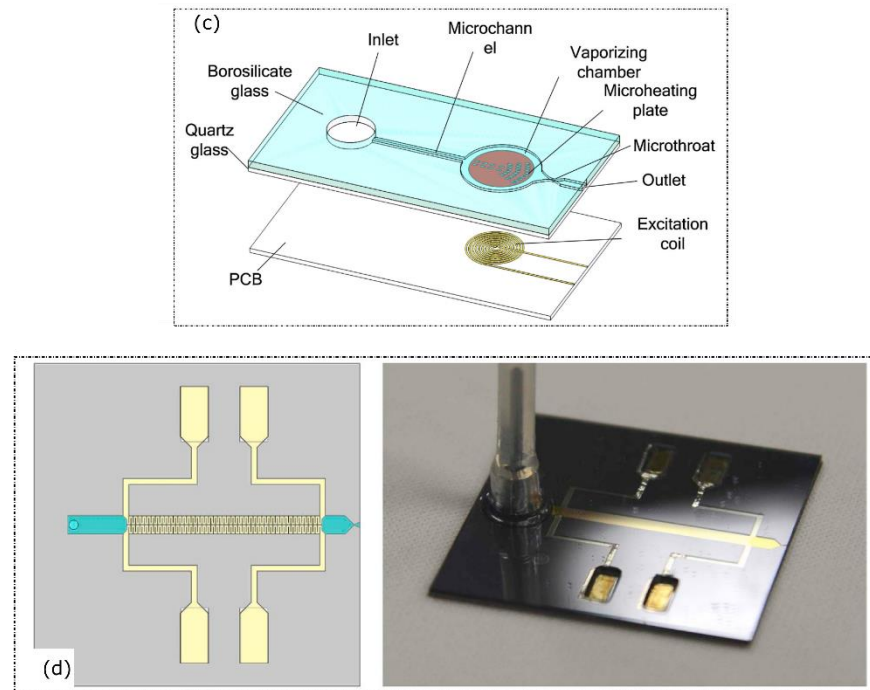 (c)
Inlet
Microchann
el
Vaporizing
chamber
Microheating
plate
Borosilicate
glass
Quartz
glass
Microthroat
Outlet
Excitation
coil
PCB
(d)